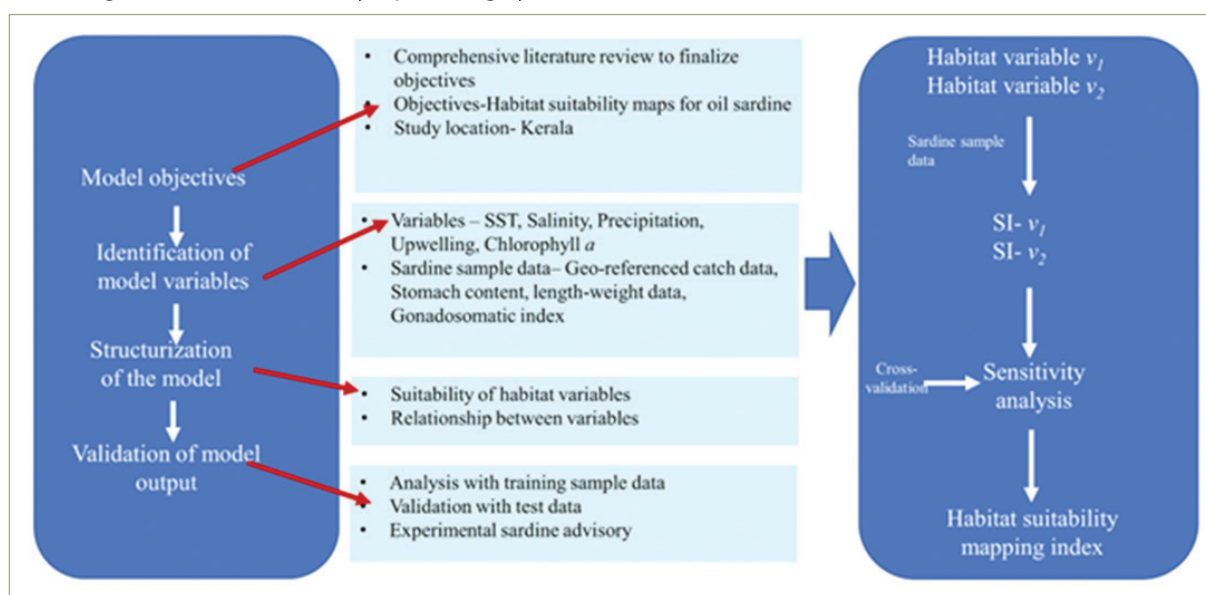 Model objectives
Identification of
model variables
Structurization
of the model
Validation of model
output
• Comprehensive literature review to finalize
objectives
• Objectives-Habitat suitability maps for oil sardine
• Study location- Kerala
• Variables – SST, Salinity, Precipitation,
Upwelling, Chlorophyll a
• Sardine sample data– Geo-referenced catch data,
Stomach content, length-weight data,
Gonadosomatic index
• Suitability of habitat variables
• Relationship between variables
• Analysis with training sample data
• Validation with test data
• Experimental sardine advisory
Habitat variable v1
Habitat variable v2
Sardine sample
data
SI- v1
SI- v2
Cross-
validation
Sensitivity
analysis
Habitat suitability
mapping index